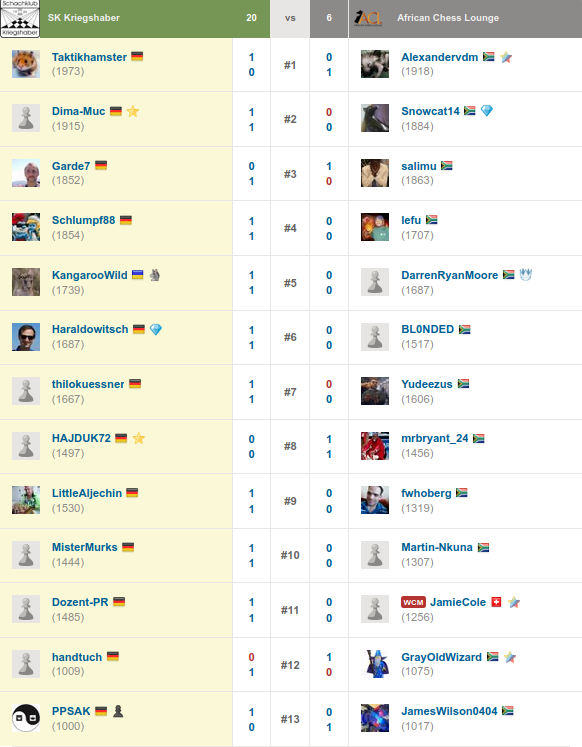 Schachklub
Kriegshaber
SK Kriegshaber 20 vs 6 ACL African Chess Lounge
Taktikhamster 1 0 Alexandervdm
(1973) 0 #1 1 (1918)
Dima-Muc 1 0 Snowcat14
(1915) 1 #2 0 (1884)
Garde7 0 1 salimu
(1852) 1 #3 0 (1863)
Schlumpf88 1 0 lefu
(1854) 1 #4 0 (1707)
KangarooWild 1 0 DarrenRyanMoore
(1739) 1 #5 0 (1687)
Haraldowitsch 1 0 BL0NDED
(1687) 1 #6 0 (1517)
thilokuessner 1 0 Yudeezus
(1667) 1 #7 0 (1606)
HAJDUK72 0 1 mrbryant_24
(1497) 0 #8 1 (1456)
LittleAljechin 1 0 fwhoberg
(1530) 1 #9 0 (1319)
MisterMurks 1 0 Martin-Nkuna
(1444) 1 #10 0 (1307)
Dozent-PR 1 0 WCM JamieCole
(1485) 1 #11 0 (1256)
handtuch 0 1 GrayOldWizard
(1009) 1 #12 0 (1075)
PPSAK 1 0 JamesWilson0404
(1000) 0 #13 1 (1017)